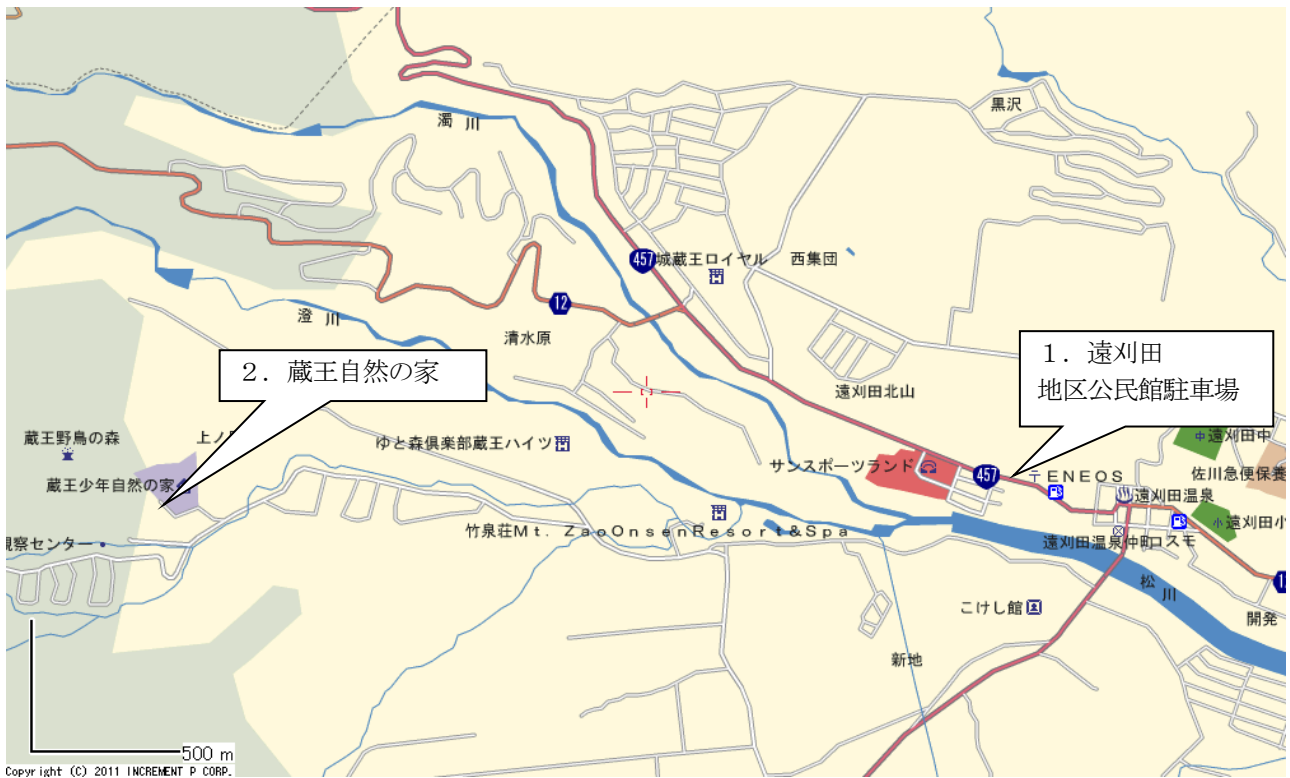 黒沢
濁川
457
城蔵王ロイヤル
西集団
12
澄川
清水原
2．蔵王自然の家
1．遠刈田
地区公民館駐車場
遠刈田北山
蔵王野鳥の森
上ノ
ゆと森倶楽部蔵王ハイツ
サンスポーツランド
457
〒ENEOS
中遠刈田中
佐川急便保養
蔵王少年自然の家
遠刈田温泉
小遠刈田小
竹泉荘Mt. ZaoOnsenResort&Spa
遠刈田温泉仲町
コスモ
観察センター
松川
こけし館
開発
新地
500 m
Copyright (C) 2011 INCREMENT P CORP.